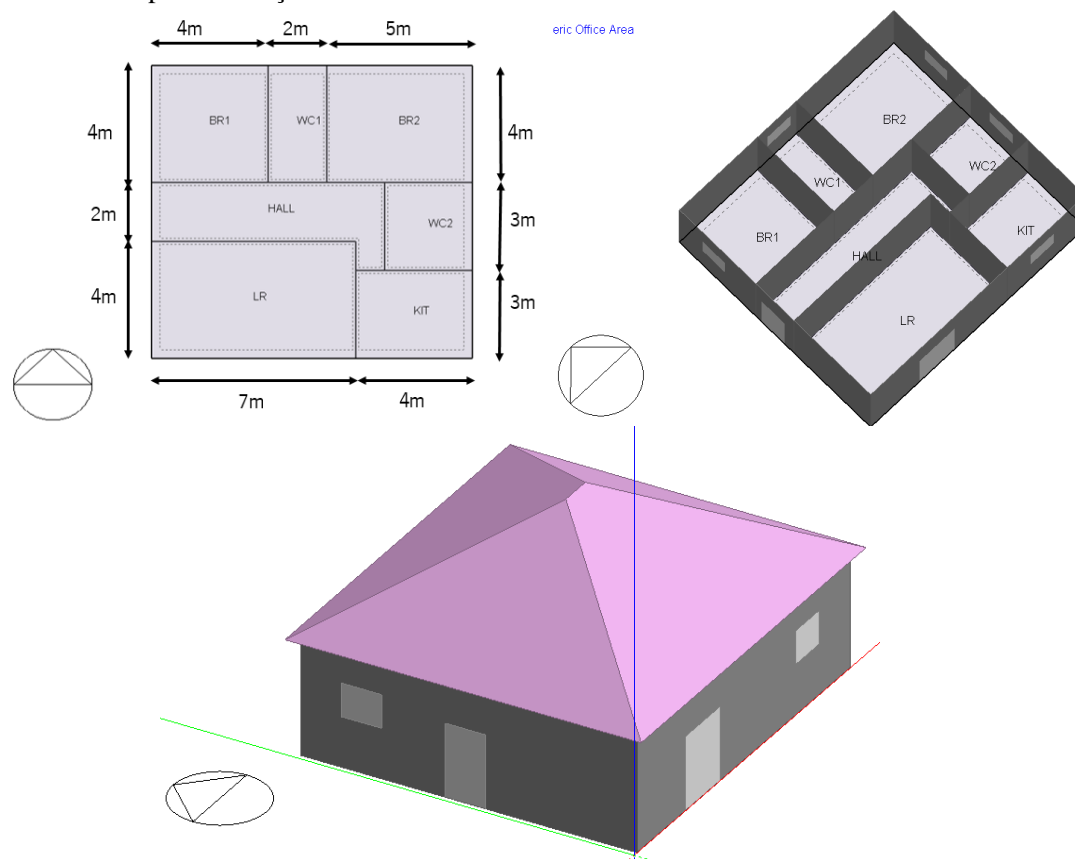 4m 2m 5m
eric Office Area
4m
BR1
WC1
BR2
4m
2m
HALL
WC2
3m
4m
LR
KIT
3m
7m 4m
BR2
WC1
WC2
BR1
KIT
HALL
LR